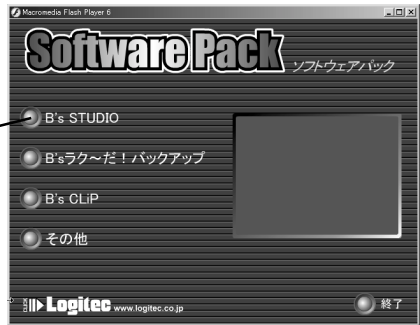 Macromedia Flash Player 6
Software Pack ソフトウェアパック
B's STUDIO
B'sラク～だ！バックアップ
B's CLiP
その他
Logitec www.logitec.co.jp
終了